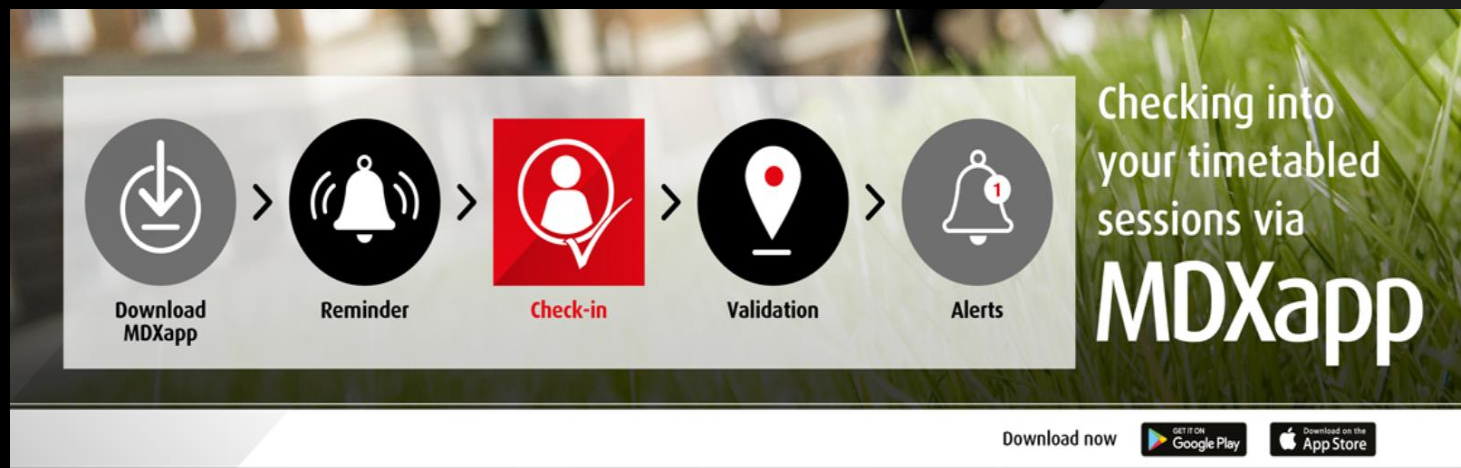 Download
MDXapp
Reminder
Check-in
Validation
1
Alerts
Checking into
your timetabled
sessions via
MDXapp
Download now
GET IT ON
Google Play
Download on the
App Store